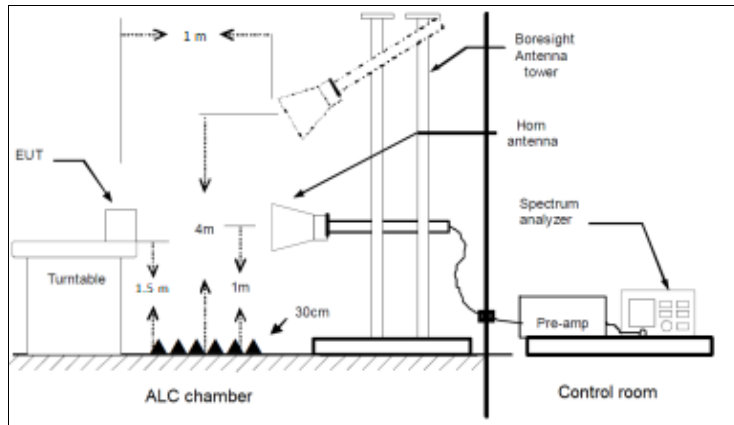 1 m
Boresight
Antenna
tower
Horn
antenna
EUT
Spectrum
analyzer
4m
Turntable
1.5 m
1m
30cm
Pre-amp
ALC chamber
Control room